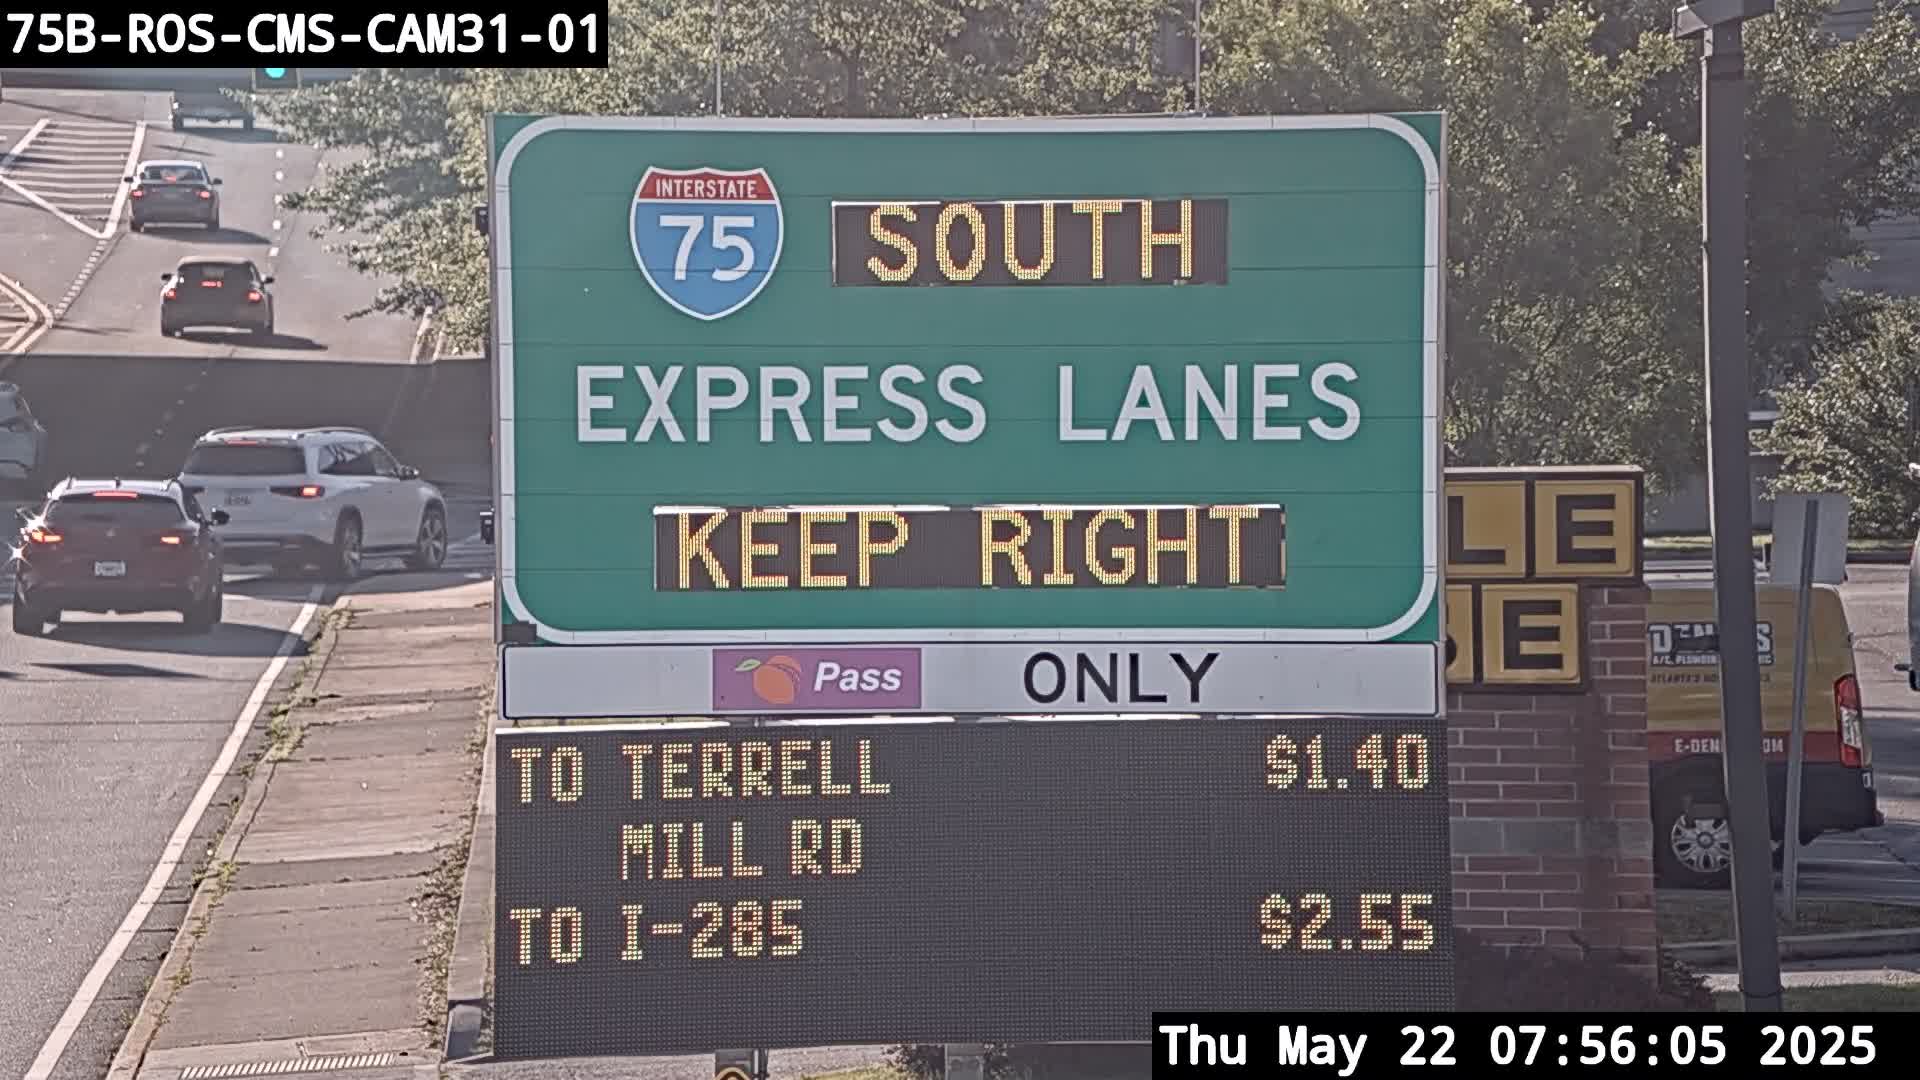 75B-ROS-CMS-CAM31-01
INTERSTATE
75
SOUTH
EXPRESS LANES
KEEP RIGHT
Pass ONLY
TO TERRELL $1.40
MILL RD
TO I-285 $2.55
LE
E
Thu May 22 07:56:05 2025